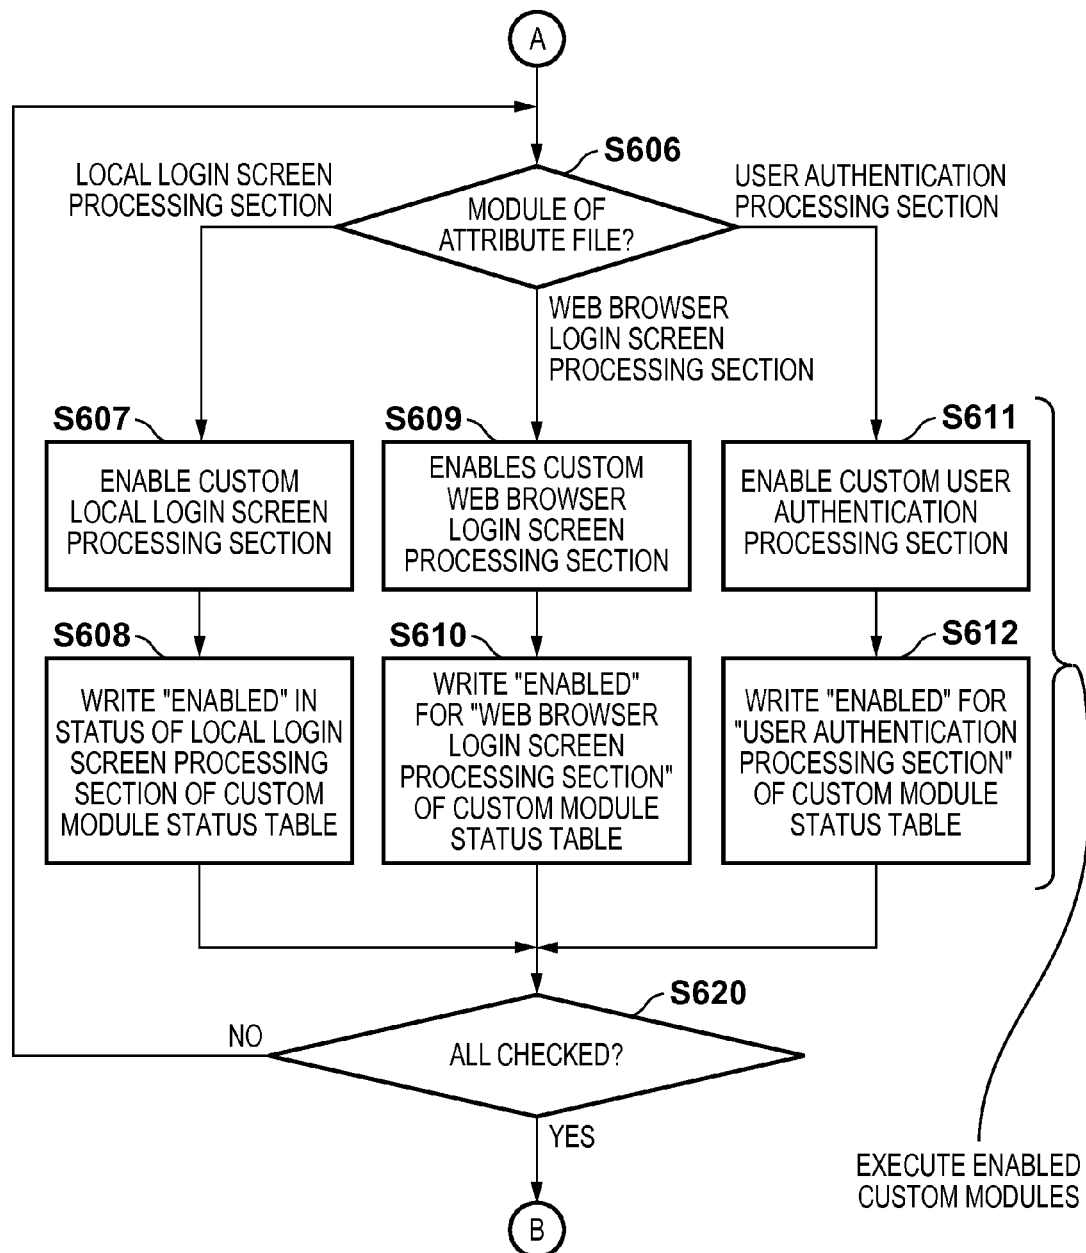 A
S606
LOCAL LOGIN SCREEN
PROCESSING SECTION
MODULE OF
ATTRIBUTE FILE?
USER AUTHENTICATION
PROCESSING SECTION
WEB BROWSER
LOGIN SCREEN
PROCESSING SECTION
S607
ENABLE CUSTOM
LOCAL LOGIN SCREEN
PROCESSING SECTION
S609
ENABLES CUSTOM
WEB BROWSER
LOGIN SCREEN
PROCESSING SECTION
S611
ENABLE CUSTOM USER
AUTHENTICATION
PROCESSING SECTION
S608
WRITE "ENABLED" IN
STATUS OF LOCAL LOGIN
SCREEN PROCESSING
SECTION OF CUSTOM
MODULE STATUS TABLE
S610
WRITE "ENABLED"
FOR "WEB BROWSER
LOGIN SCREEN
PROCESSING SECTION"
OF CUSTOM MODULE
STATUS TABLE
S612
WRITE "ENABLED" FOR
"USER AUTHENTICATION
PROCESSING SECTION"
OF CUSTOM MODULE
STATUS TABLE
S620
NO
ALL CHECKED?
YES
EXECUTE ENABLED
CUSTOM MODULES
B